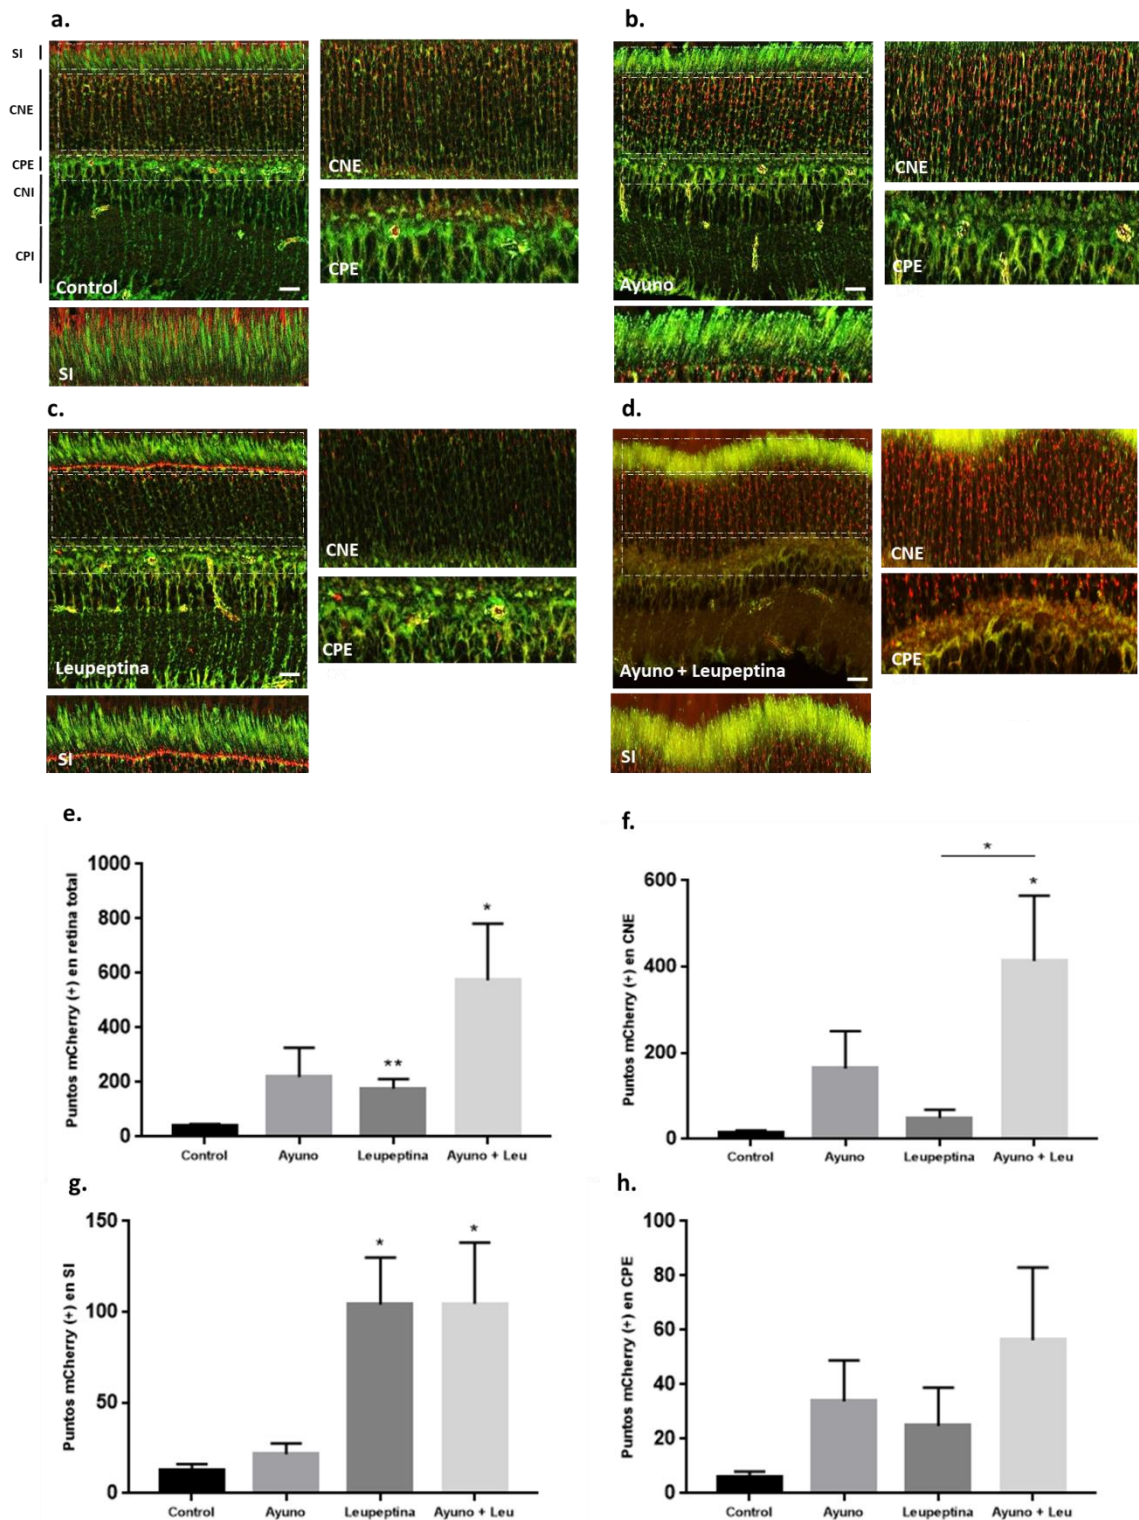 a.
SI
CNE
CPE
CNI
CPI
Control
CNE
CPE
SI
b.
Ayuno
CNE
CPE
c.
Leupeptina
CNE
CPE
SI
d.
Ayuno + Leupeptina
CNE
CPE
SI
e.
Puntos mCherry (+) en retina total
1000
800
600
400
200
0
*
**
Control Ayuno Leupeptina Ayuno + Leu
f.
Puntos mCherry (+) en CNE
600
400
200
0
*
*
Control Ayuno Leupeptina Ayuno + Leu
g.
Puntos mCherry (+) en SI
150
100
50
0
* *
Control Ayuno Leupeptina Ayuno + Leu
h.
Puntos mCherry (+) en CPE
100
80
60
40
20
0
Control Ayuno Leupeptina Ayuno + Leu